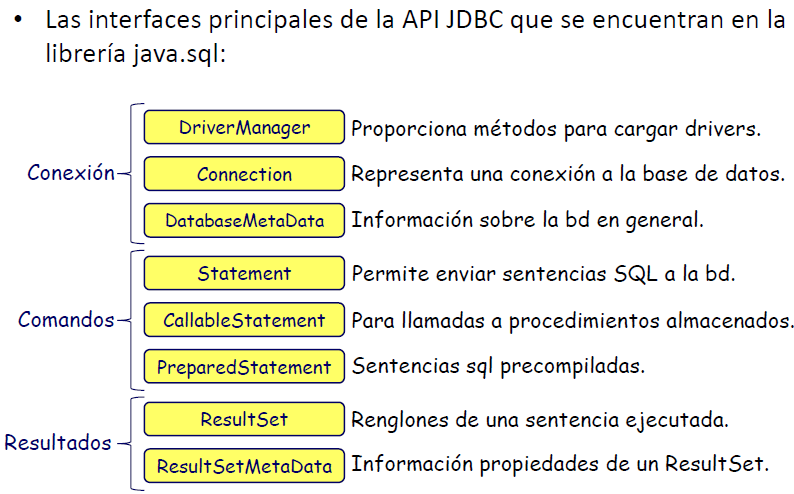 • Las interfaces principales de la API JDBC que se encuentran en la
librería java.sql:
Conexión
DriverManager Proporciona métodos para cargar drivers.
Connection Representa una conexión a la base de datos.
DatabaseMetaData Información sobre la bd en general.
Comandos
Statement Permite enviar sentencias SQL a la bd.
CallableStatement Para llamadas a procedimientos almacenados.
PreparedStatement Sentencias sql precompiladas.
Resultados
ResultSet Renglones de una sentencia ejecutada.
ResultSetMetaData Información propiedades de un ResultSet.